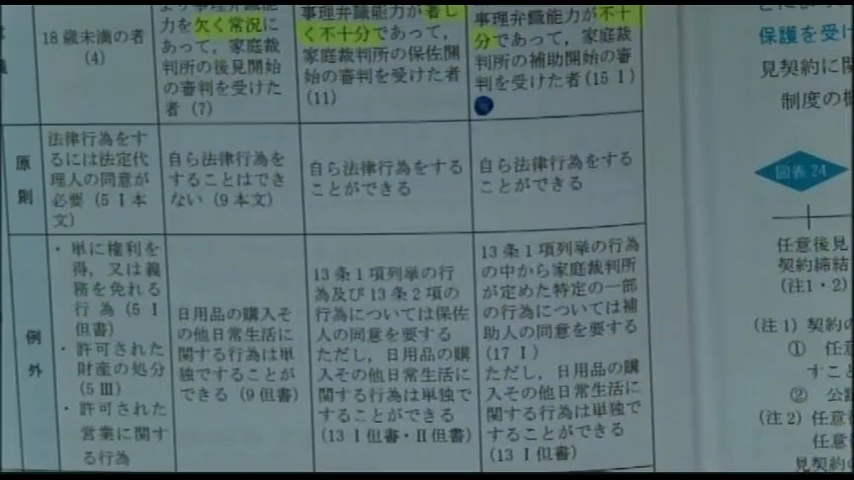 18歳未満の者
(4)
を欠く常況に
あって，家庭裁
判所の後見開始
の審判を受けた
者 (7)
事理弁識能力が著し
く不十分であって，
家庭裁判所の保佐開
始の審判を受けた者
(11)
事理弁識能力が不十
分であって，家庭裁
判所の補助開始の審
判を受けた者 (15 Ⅰ)
原
則
法律行為をす
るには法定代
理人の同意が
必要 (5 Ⅰ本
文)
自ら法律行為を
することはでき
ない (9 本文)
自ら法律行為をする
ことができる
自ら法律行為をする
ことができる
例
外
・単に権利を
得，又は義
務を免れる
行為 (5 Ⅰ
但書)
・許可された
財産の処分
(5 Ⅲ)
・許可された
営業に関す
る行為
日用品の購入そ
の他日常生活に
関する行為は単
独ですることが
できる (9 但書)
13 条 1 項列挙の行
為及び 13 条 2 項の
行為については保佐
人の同意を要する
ただし，日用品の購
入その他日常生活に
関する行為は単独で
することができる
(13 Ⅰ但書・Ⅱ但書)
13 条 1 項列挙の行為
の中から家庭裁判所
が定めた特定の一部
の行為については補
助人の同意を要する
(17 Ⅰ)
ただし，日用品の購
入その他日常生活に
関する行為は単独で
することができる
(13 Ⅰ但書)
保護を受け
見契約に関
制度の概
図表 24
任意後見
契約締結
(注1・2)
(注 1) 契約の
① 任意
すこと
② 公
(注 2) 任意
任意
見契約の